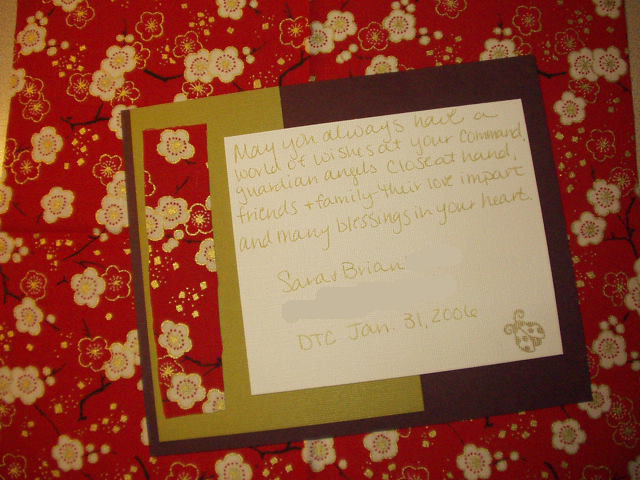 May you always have a
world of wishes at your command,
guardian angels close at hand,
friends + family their love impart
and many blessings in your heart.
Sara + Brian
DTC Jan. 31, 2006